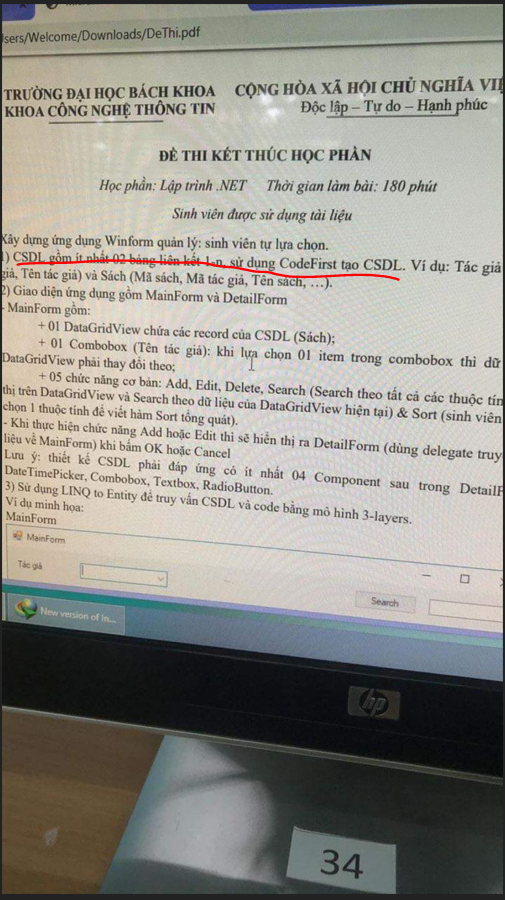 sers/Welcome/Downloads/DeThi.pdf
TRƯỜNG ĐẠI HỌC BÁCH KHOA CỘNG HÒA XÃ HỘI CHỦ NGHĨA VI
KHOA CÔNG NGHỆ THÔNG TIN Độc lập – Tự do – Hạnh phúc
ĐỀ THI KẾT THÚC HỌC PHẦN
Học phần: Lập trình .NET Thời gian làm bài: 180 phút
Sinh viên được sử dụng tài liệu
Xây dựng ứng dụng Winform quản lý: sinh viên tự lựa chọn.
1) CSDL gồm ít nhất 02 bảng liên kết 1-n, sử dụng CodeFirst tạo CSDL. Ví dụ: Tác giả
giả, Tên tác giả) và Sách (Mã sách, Mã tác giả, Tên sách, …).
2) Giao diện ứng dụng gồm MainForm và DetailForm
- MainForm gồm:
+ 01 DataGridView chứa các record của CSDL (Sách);
+ 01 Combobox (Tên tác giả): khi lựa chọn 01 item trong combobox thì dữ
DataGridView phải thay đổi theo;
+ 05 chức năng cơ bản: Add, Edit, Delete, Search (Search theo tất cả các thuộc tín
thị trên DataGridView và Search theo dữ liệu của DataGridView hiện tại) & Sort (sinh viên
chọn 1 thuộc tính để viết hàm Sort tổng quát).
- Khi thực hiện chức năng Add hoặc Edit thì sẽ hiển thị ra DetailForm (dùng delegate truy
liệu về MainForm) khi bấm OK hoặc Cancel
Lưu ý: thiết kế CSDL phải đáp ứng có ít nhất 04 Component sau trong DetailF
DateTimePicker, Combobox, Textbox, RadioButton.
3) Sử dụng LINQ to Entity để truy vấn CSDL và code bằng mô hình 3-layers.
Ví dụ minh họa:
MainForm
MainForm
Tác giả
Search
New version of In...
hp
34